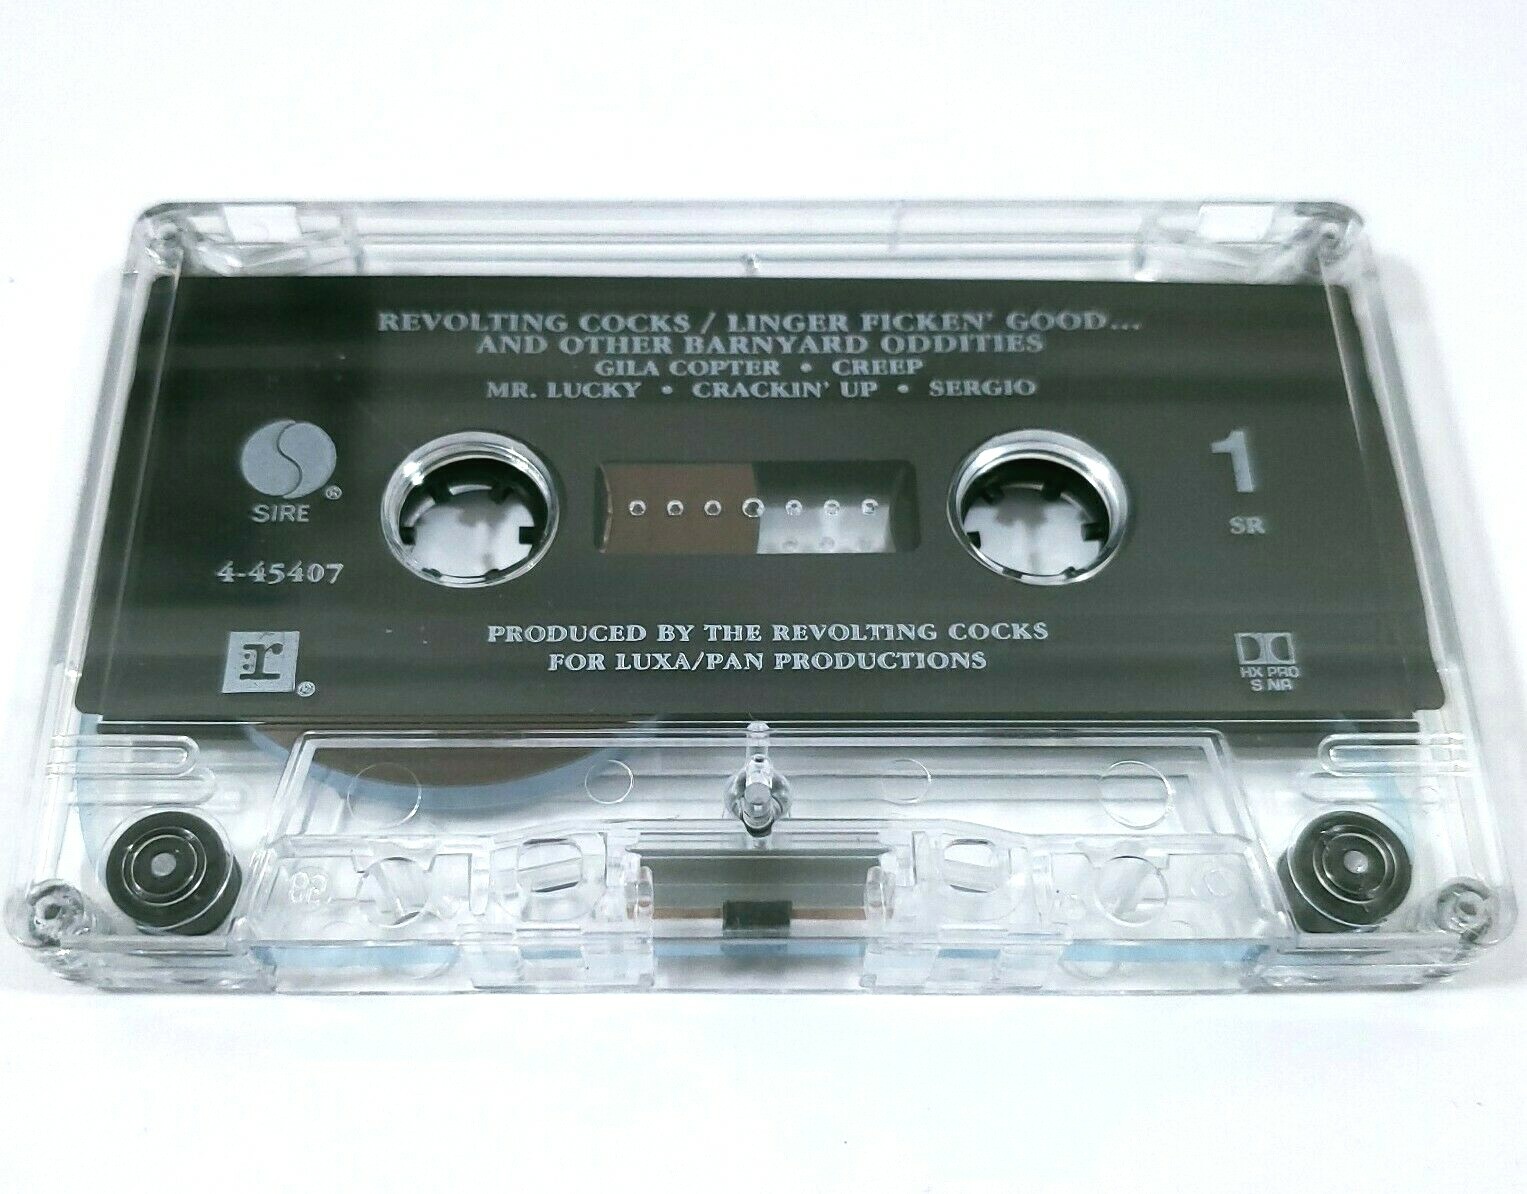 REVOLTING COCKS / LINGER FICKEN' GOOD...
AND OTHER BARNYARD ODDITIES
GILA COPTER • CREEP
MR. LUCKY • CRACKIN' UP • SERGIO
SIRE ®
4-45407
r ®
1
SR
HX PRO
S NR
PRODUCED BY THE REVOLTING COCKS
FOR LUXA/PAN PRODUCTIONS